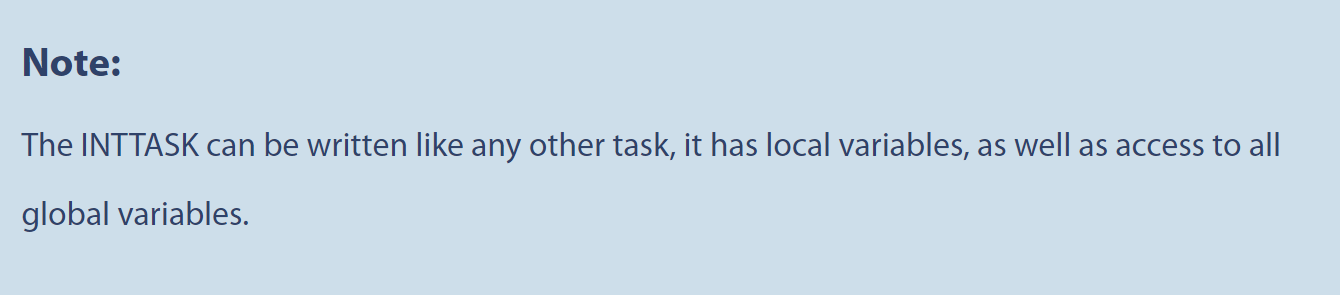 Note:
The INTTASK can be written like any other task, it has local variables, as well as access to all
global variables.